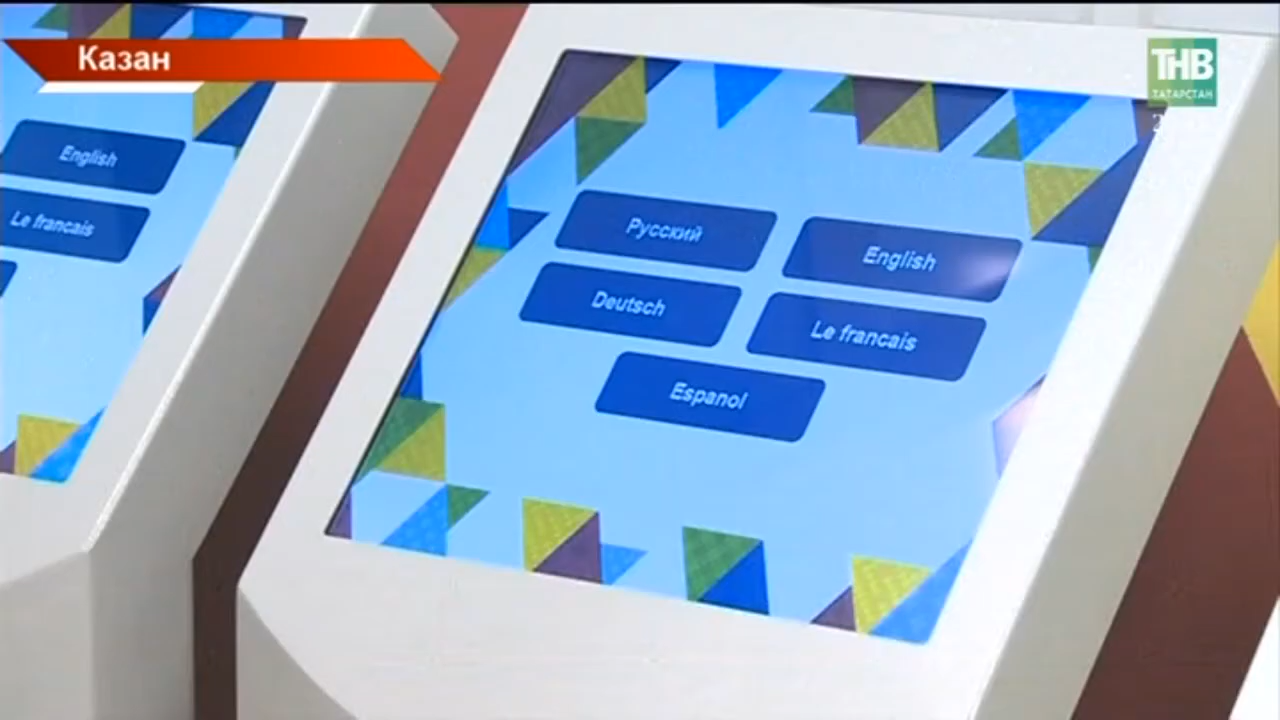 Казан
ТНВ
ТАТАРСТАН
English
Le francais
Русский
English
Deutsch
Le francais
Espanol